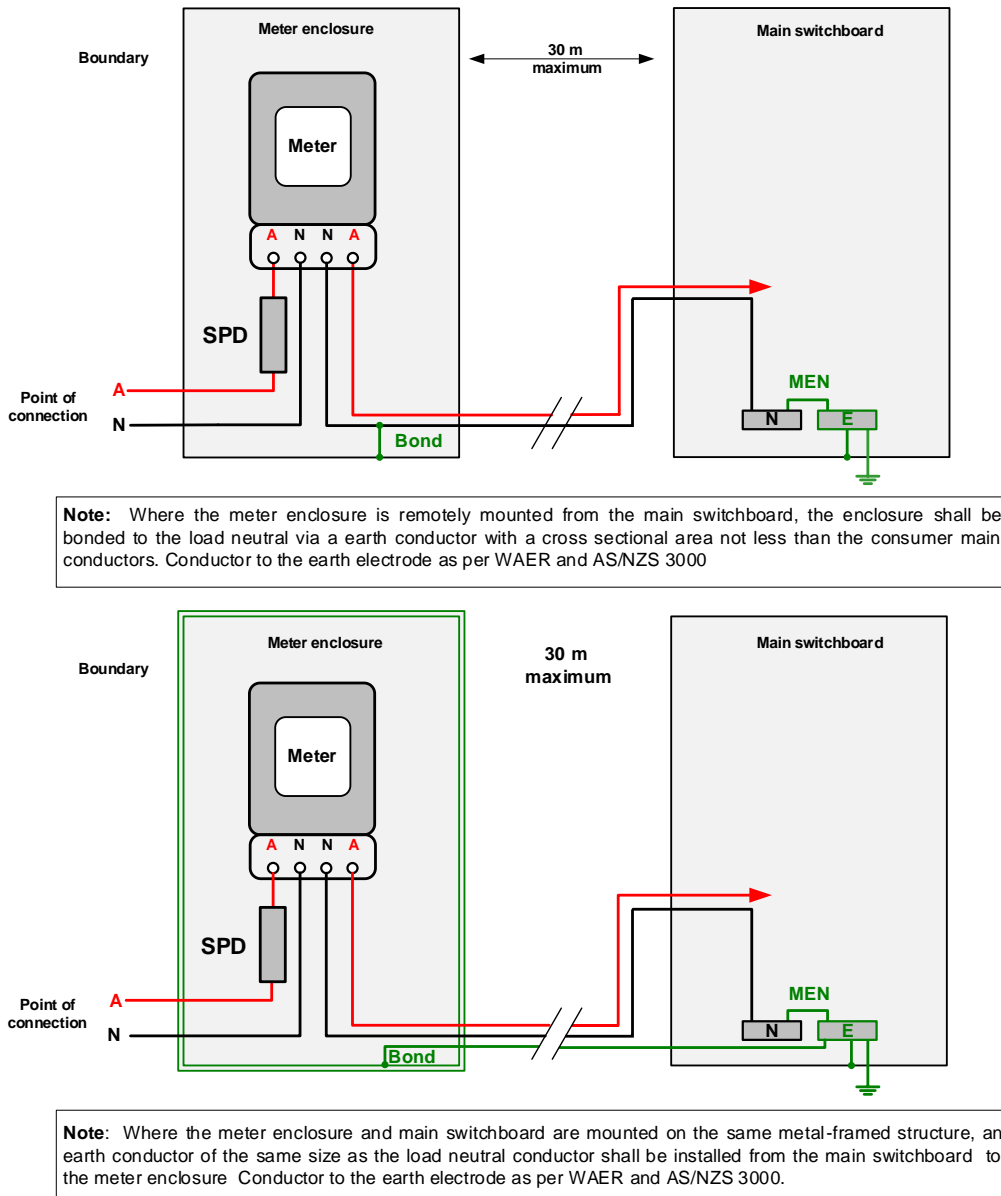 Meter enclosure
Main switchboard
Boundary
30 m
maximum
Meter
A N N A
SPD
A
Point of
connection
N
Bond
MEN
N
E
Note: Where the meter enclosure is remotely mounted from the main switchboard, the enclosure shall be
bonded to the load neutral via a earth conductor with a cross sectional area not less than the consumer main
conductors. Conductor to the earth electrode as per WAER and AS/NZS 3000
Meter enclosure
Main switchboard
Boundary
30 m
maximum
Meter
A N N A
SPD
A
Point of
connection
N
Bond
MEN
N
E
Note: Where the meter enclosure and main switchboard are mounted on the same metal-framed structure, an
earth conductor of the same size as the load neutral conductor shall be installed from the main switchboard to
the meter enclosure Conductor to the earth electrode as per WAER and AS/NZS 3000.